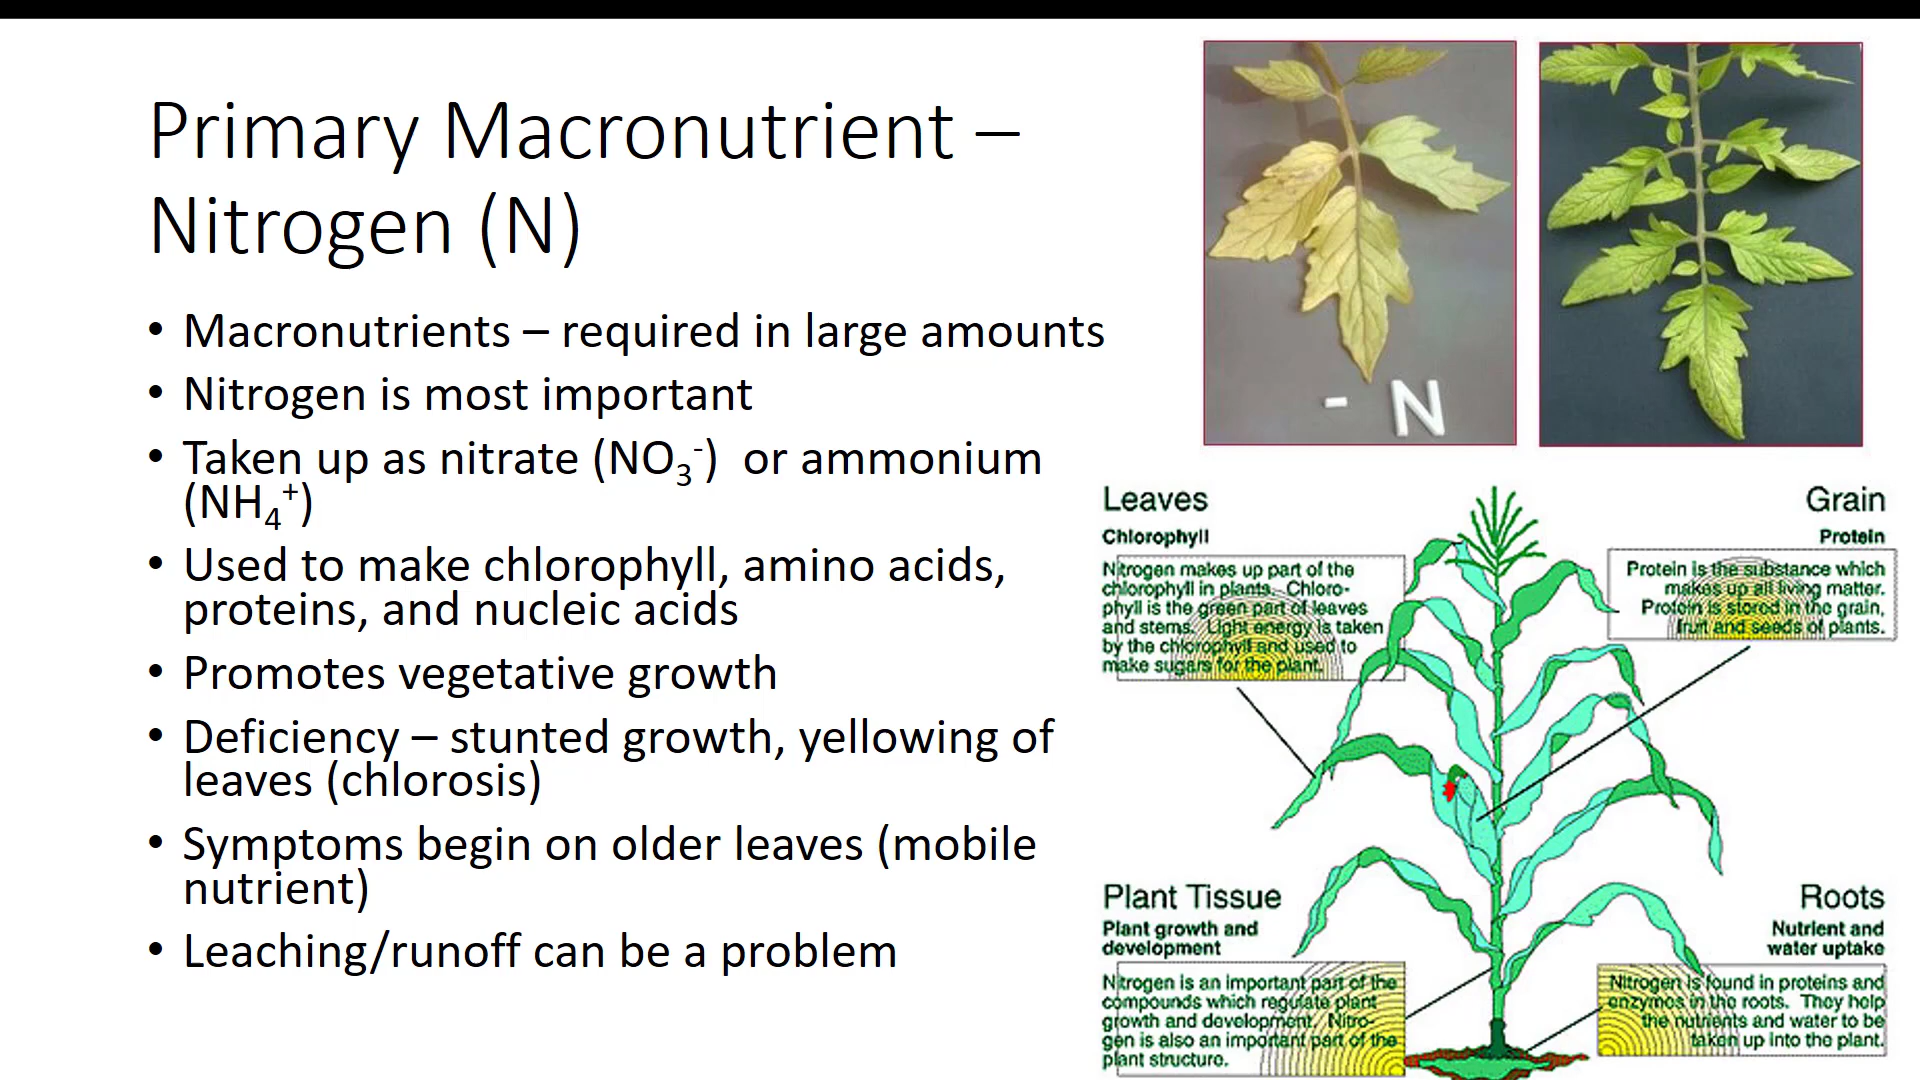 Primary Macronutrient –
Nitrogen (N)
• Macronutrients – required in large amounts
• Nitrogen is most important
• Taken up as nitrate (NO₃⁻) or ammonium
(NH₄⁺)
• Used to make chlorophyll, amino acids,
proteins, and nucleic acids
• Promotes vegetative growth
• Deficiency – stunted growth, yellowing of
leaves (chlorosis)
• Symptoms begin on older leaves (mobile
nutrient)
• Leaching/runoff can be a problem
- N
Leaves
Chlorophyll
Nitrogen makes up part of the
chlorophyll in plants. Chloro-
phyll is the green part of leaves
and stems. Light energy is taken
by the chlorophyll and used to
make sugars for the plant.
Grain
Protein
Protein is the substance which
makes up all living matter.
Protein is stored in the grain,
fruit and seeds of plants.
Plant Tissue
Plant growth and
development
Nitrogen is an important part of the
compounds which regulate plant
growth and development. Nitro-
gen is also an important part of the
plant structure.
Roots
Nutrient and
water uptake
Nitrogen is found in proteins and
enzymes in the roots. They help
the nutrients and water to be
taken up into the plant.